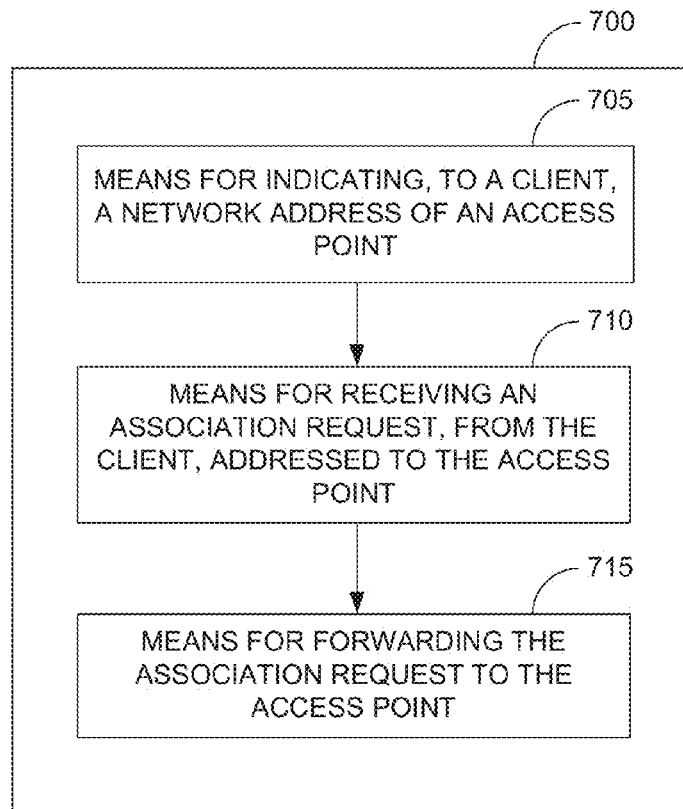 700
705
MEANS FOR INDICATING, TO A CLIENT,
A NETWORK ADDRESS OF AN ACCESS
POINT
710
MEANS FOR RECEIVING AN
ASSOCIATION REQUEST, FROM THE
CLIENT, ADDRESSED TO THE ACCESS
POINT
715
MEANS FOR FORWARDING THE
ASSOCIATION REQUEST TO THE
ACCESS POINT